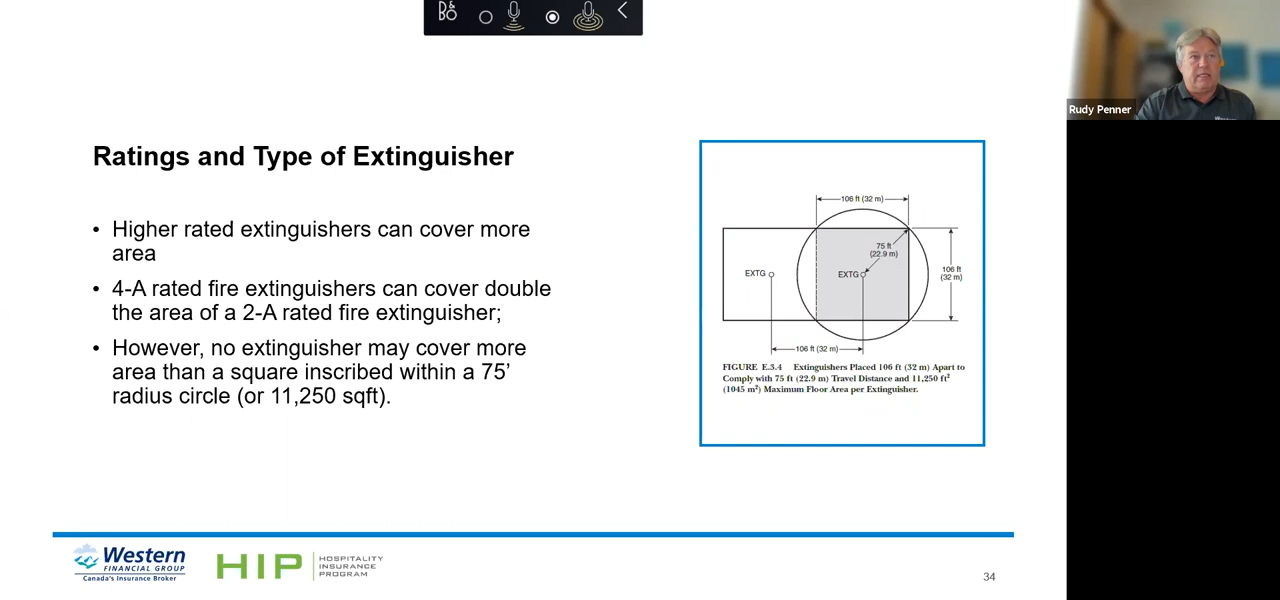 Rudy Penner
Ratings and Type of Extinguisher
• Higher rated extinguishers can cover more
area
• 4-A rated fire extinguishers can cover double
the area of a 2-A rated fire extinguisher;
• However, no extinguisher may cover more
area than a square inscribed within a 75’
radius circle (or 11,250 sqft).
106 ft (32 m)
75 ft
(22.9 m)
EXTG
EXTG
106 ft
(32 m)
106 ft (32 m)
FIGURE E.3.4 Extinguishers Placed 106 ft (32 m) Apart to
Comply with 75 ft (22.9 m) Travel Distance and 11,250 ft²
(1045 m²) Maximum Floor Area per Extinguisher.
Western
FINANCIAL GROUP
Canada's Insurance Broker
HIP
HOSPITALITY
INSURANCE
PROGRAM
34